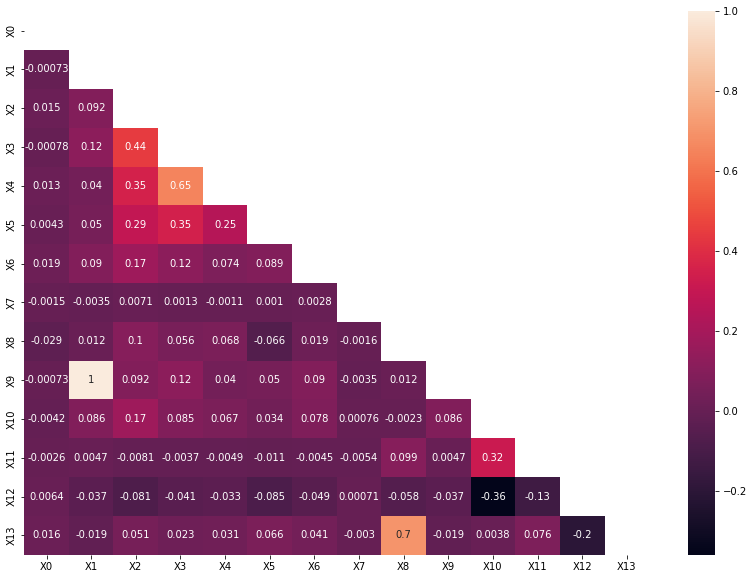 X0
X1 -0.00073
X2 0.015 0.092
X3 -0.00078 0.12 0.44
X4 0.013 0.04 0.35 0.65
X5 0.0043 0.05 0.29 0.35 0.25
X6 0.019 0.09 0.17 0.12 0.074 0.089
X7 -0.0015 -0.0035 0.0071 0.0013 -0.0011 0.001 0.0028
X8 -0.029 0.012 0.1 0.056 0.068 -0.066 0.019 -0.0016
X9 -0.00073 1 0.092 0.12 0.04 0.05 0.09 -0.0035 0.012
X10 -0.0042 0.086 0.17 0.085 0.067 0.034 0.078 0.00076 -0.0023 0.086
X11 -0.0026 0.0047 -0.0081 -0.0037 -0.0049 -0.011 -0.0045 -0.0054 0.099 0.0047 0.32
X12 0.0064 -0.037 -0.081 -0.041 -0.033 -0.085 -0.049 0.00071 -0.058 -0.037 -0.36 -0.13
X13 0.016 -0.019 0.051 0.023 0.031 0.066 0.041 -0.003 0.7 -0.019 0.0038 0.076 -0.2
X0 X1 X2 X3 X4 X5 X6 X7 X8 X9 X10 X11 X12 X13
1.0
0.8
0.6
0.4
0.2
0.0
−0.2